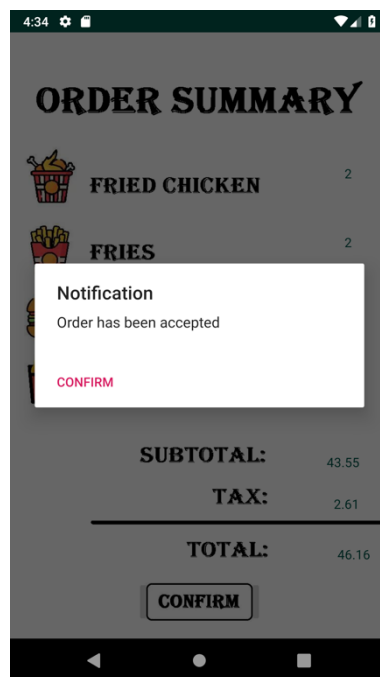 4:34
ORDER SUMMARY
FRIED CHICKEN 2
FRIES 2
Notification
Order has been accepted
CONFIRM
SUBTOTAL: 43.55
TAX: 2.61
TOTAL: 46.16
CONFIRM